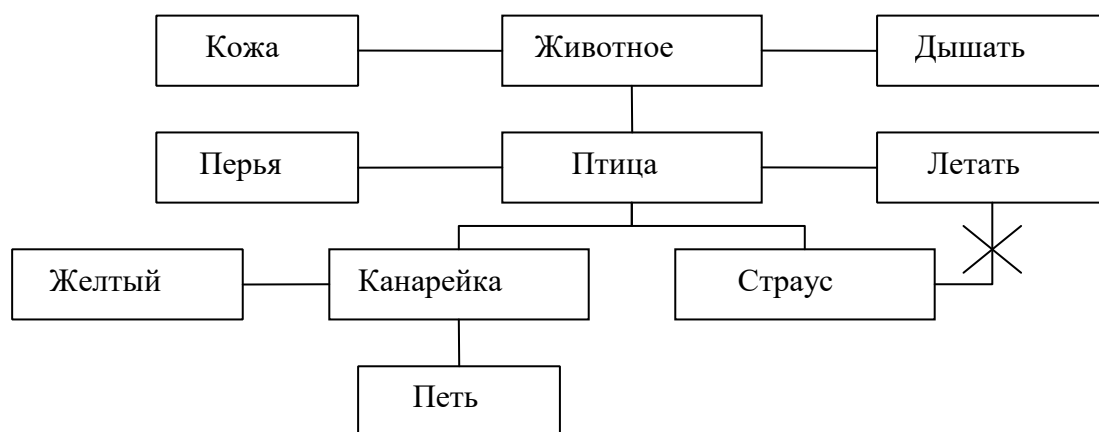 Кожа
Животное
Дышать
Перья
Птица
Летать
Желтый
Канарейка
Страус
Петь